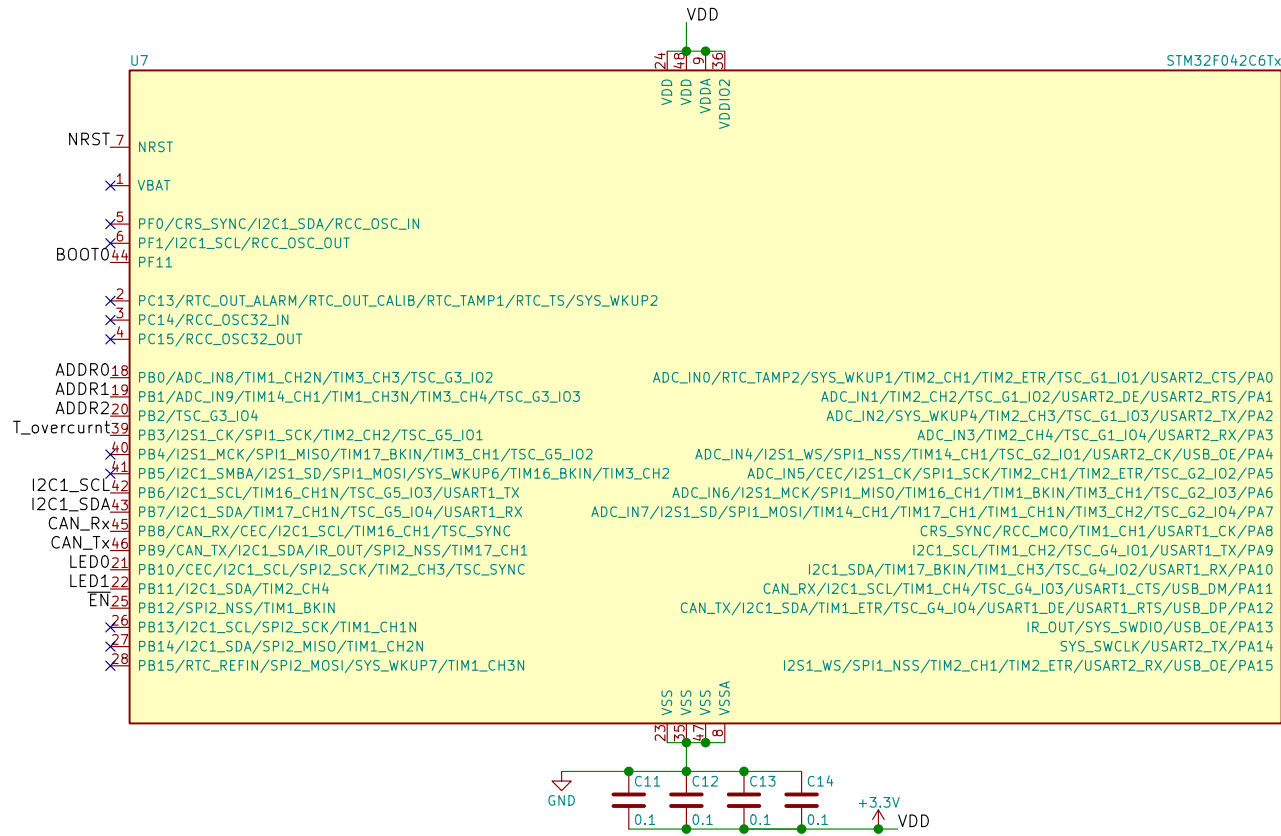 VDD
U7
STM32F042C6Tx
24 48 9 36
VDD VDD VDDA VDDIO2
NRST 7 NRST
1 VBAT
5 PF0/CRS_SYNC/I2C1_SDA/RCC_OSC_IN
6 PF1/I2C1_SCL/RCC_OSC_OUT
BOOT0 44 PF11
2 PC13/RTC_OUT_ALARM/RTC_OUT_CALIB/RTC_TAMP1/RTC_TS/SYS_WKUP2
3 PC14/RCC_OSC32_IN
4 PC15/RCC_OSC32_OUT
ADDR0 18 PB0/ADC_IN8/TIM1_CH2N/TIM3_CH3/TSC_G3_IO2 ADC_IN0/RTC_TAMP2/SYS_WKUP1/TIM2_CH1/TIM2_ETR/TSC_G1_IO1/USART2_CTS/PA0
ADDR1 19 PB1/ADC_IN9/TIM14_CH1/TIM1_CH3N/TIM3_CH4/TSC_G3_IO3 ADC_IN1/TIM2_CH2/TSC_G1_IO2/USART2_DE/USART2_RTS/PA1
ADDR2 20 PB2/TSC_G3_IO4 ADC_IN2/SYS_WKUP4/TIM2_CH3/TSC_G1_IO3/USART2_TX/PA2
T_overcurnt 39 PB3/I2S1_CK/SPI1_SCK/TIM2_CH2/TSC_G5_IO1 ADC_IN3/TIM2_CH4/TSC_G1_IO4/USART2_RX/PA3
40 PB4/I2S1_MCK/SPI1_MISO/TIM17_BKIN/TIM3_CH1/TSC_G5_IO2 ADC_IN4/I2S1_WS/SPI1_NSS/TIM14_CH1/TSC_G2_IO1/USART2_CK/USB_OE/PA4
41 PB5/I2C1_SMBA/I2S1_SD/SPI1_MOSI/SYS_WKUP6/TIM16_BKIN/TIM3_CH2 ADC_IN5/CEC/I2S1_CK/SPI1_SCK/TIM2_CH1/TIM2_ETR/TSC_G2_IO2/PA5
I2C1_SCL 42 PB6/I2C1_SCL/TIM16_CH1N/TSC_G5_IO3/USART1_TX ADC_IN6/I2S1_MCK/SPI1_MISO/TIM16_CH1/TIM1_BKIN/TIM3_CH1/TSC_G2_IO3/PA6
I2C1_SDA 43 PB7/I2C1_SDA/TIM17_CH1N/TSC_G5_IO4/USART1_RX ADC_IN7/I2S1_SD/SPI1_MOSI/TIM14_CH1/TIM17_CH1/TIM1_CH1N/TIM3_CH2/TSC_G2_IO4/PA7
CAN_Rx 45 PB8/CAN_RX/CEC/I2C1_SCL/TIM16_CH1/TSC_SYNC CRS_SYNC/RCC_MCO/TIM1_CH1/USART1_CK/PA8
CAN_Tx 46 PB9/CAN_TX/I2C1_SDA/IR_OUT/SPI2_NSS/TIM17_CH1 I2C1_SCL/TIM1_CH2/TSC_G4_IO1/USART1_TX/PA9
LED0 21 PB10/CEC/I2C1_SCL/SPI2_SCK/TIM2_CH3/TSC_SYNC I2C1_SDA/TIM17_BKIN/TIM1_CH3/TSC_G4_IO2/USART1_RX/PA10
LED1 22 PB11/I2C1_SDA/TIM2_CH4 CAN_RX/I2C1_SCL/TIM1_CH4/TSC_G4_IO3/USART1_CTS/USB_DM/PA11
EN 25 PB12/SPI2_NSS/TIM1_BKIN CAN_TX/I2C1_SDA/TIM1_ETR/TSC_G4_IO4/USART1_DE/USART1_RTS/USB_DP/PA12
26 PB13/I2C1_SCL/SPI2_SCK/TIM1_CH1N IR_OUT/SYS_SWDIO/USB_OE/PA13
27 PB14/I2C1_SDA/SPI2_MISO/TIM1_CH2N SYS_SWCLK/USART2_TX/PA14
28 PB15/RTC_REFIN/SPI2_MOSI/SYS_WKUP7/TIM1_CH3N I2S1_WS/SPI1_NSS/TIM2_CH1/TIM2_ETR/USART2_RX/USB_OE/PA15
VSS VSS VSS VSSA
23 35 47 8
C11 C12 C13 C14
GND
+3.3V
0.1 0.1 0.1 0.1 VDD